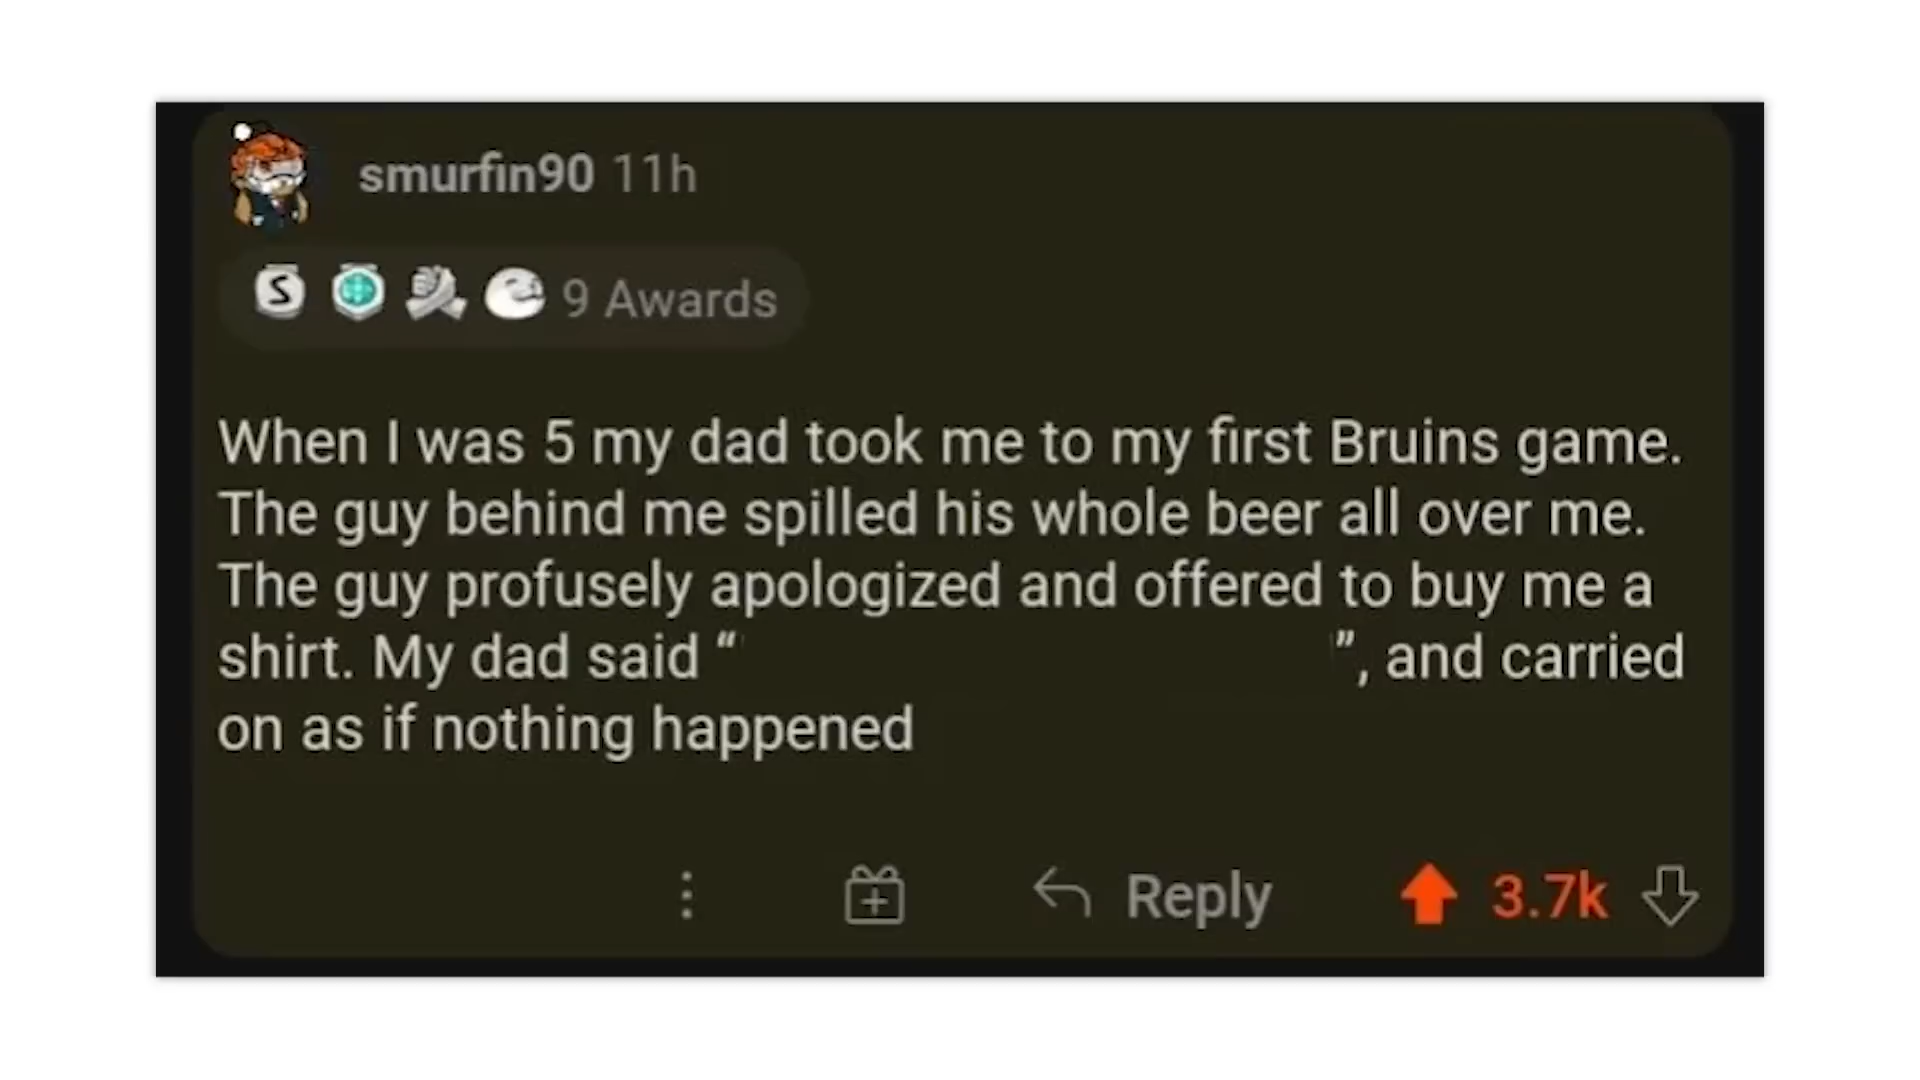 smurfin90 11h
9 Awards
When I was 5 my dad took me to my first Bruins game.
The guy behind me spilled his whole beer all over me.
The guy profusely apologized and offered to buy me a
shirt. My dad said “ ”, and carried
on as if nothing happened
Reply 3.7k